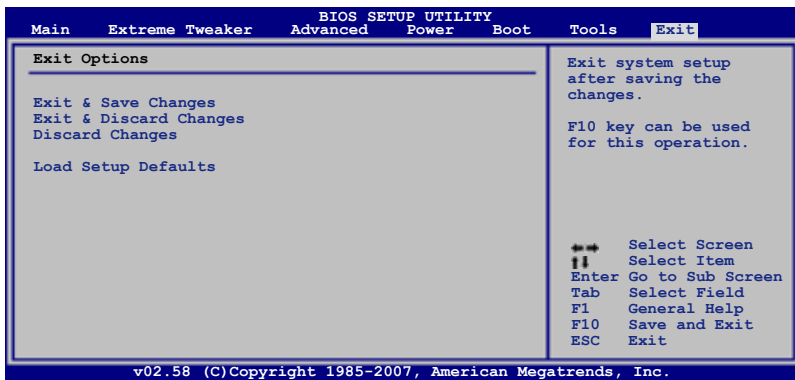 BIOS SETUP UTILITY
Main Extreme Tweaker Advanced Power Boot Tools Exit
Exit Options
Exit & Save Changes
Exit & Discard Changes
Discard Changes
Load Setup Defaults
Exit system setup
after saving the
changes.
F10 key can be used
for this operation.
←→ Select Screen
↑↓ Select Item
Enter Go to Sub Screen
Tab Select Field
F1 General Help
F10 Save and Exit
ESC Exit
v02.58 (C)Copyright 1985-2007, American Megatrends, Inc.